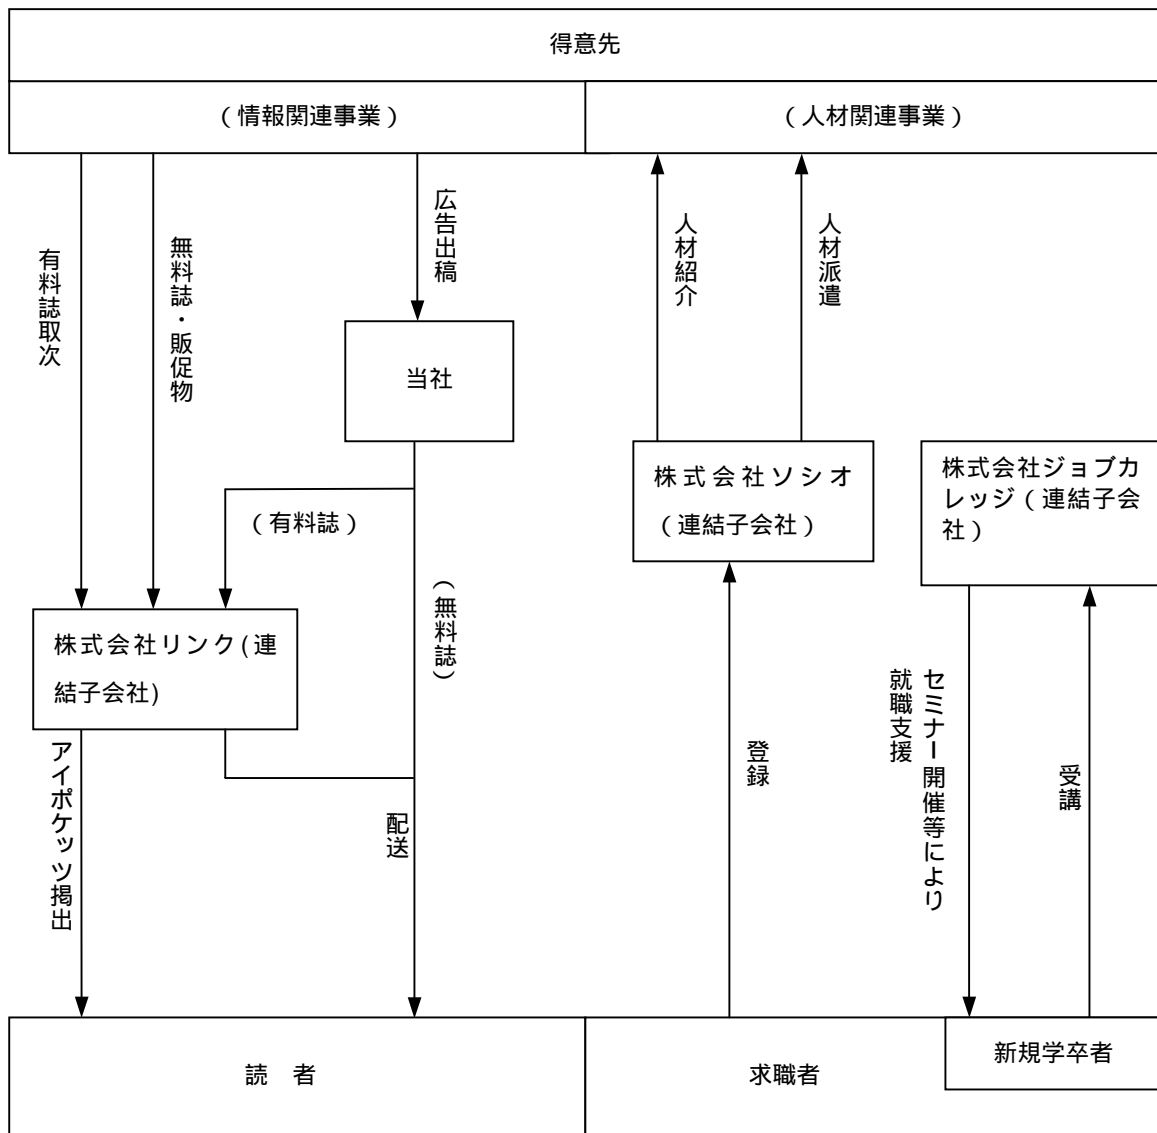 得意先
（情報関連事業）
（人材関連事業）
有料誌取次
無料誌・販促物
広告出稿
人材紹介
人材派遣
当社
（有料誌）
（無料誌）
株式会社ソシオ
（連結子会社）
株式会社ジョブカ
レッジ（連結子会
社）
株式会社リンク(連
結子会社)
アイポケッツ掲出
配送
登録
セミナー開催等により
就職支援
受講
読　者
求職者
新規学卒者